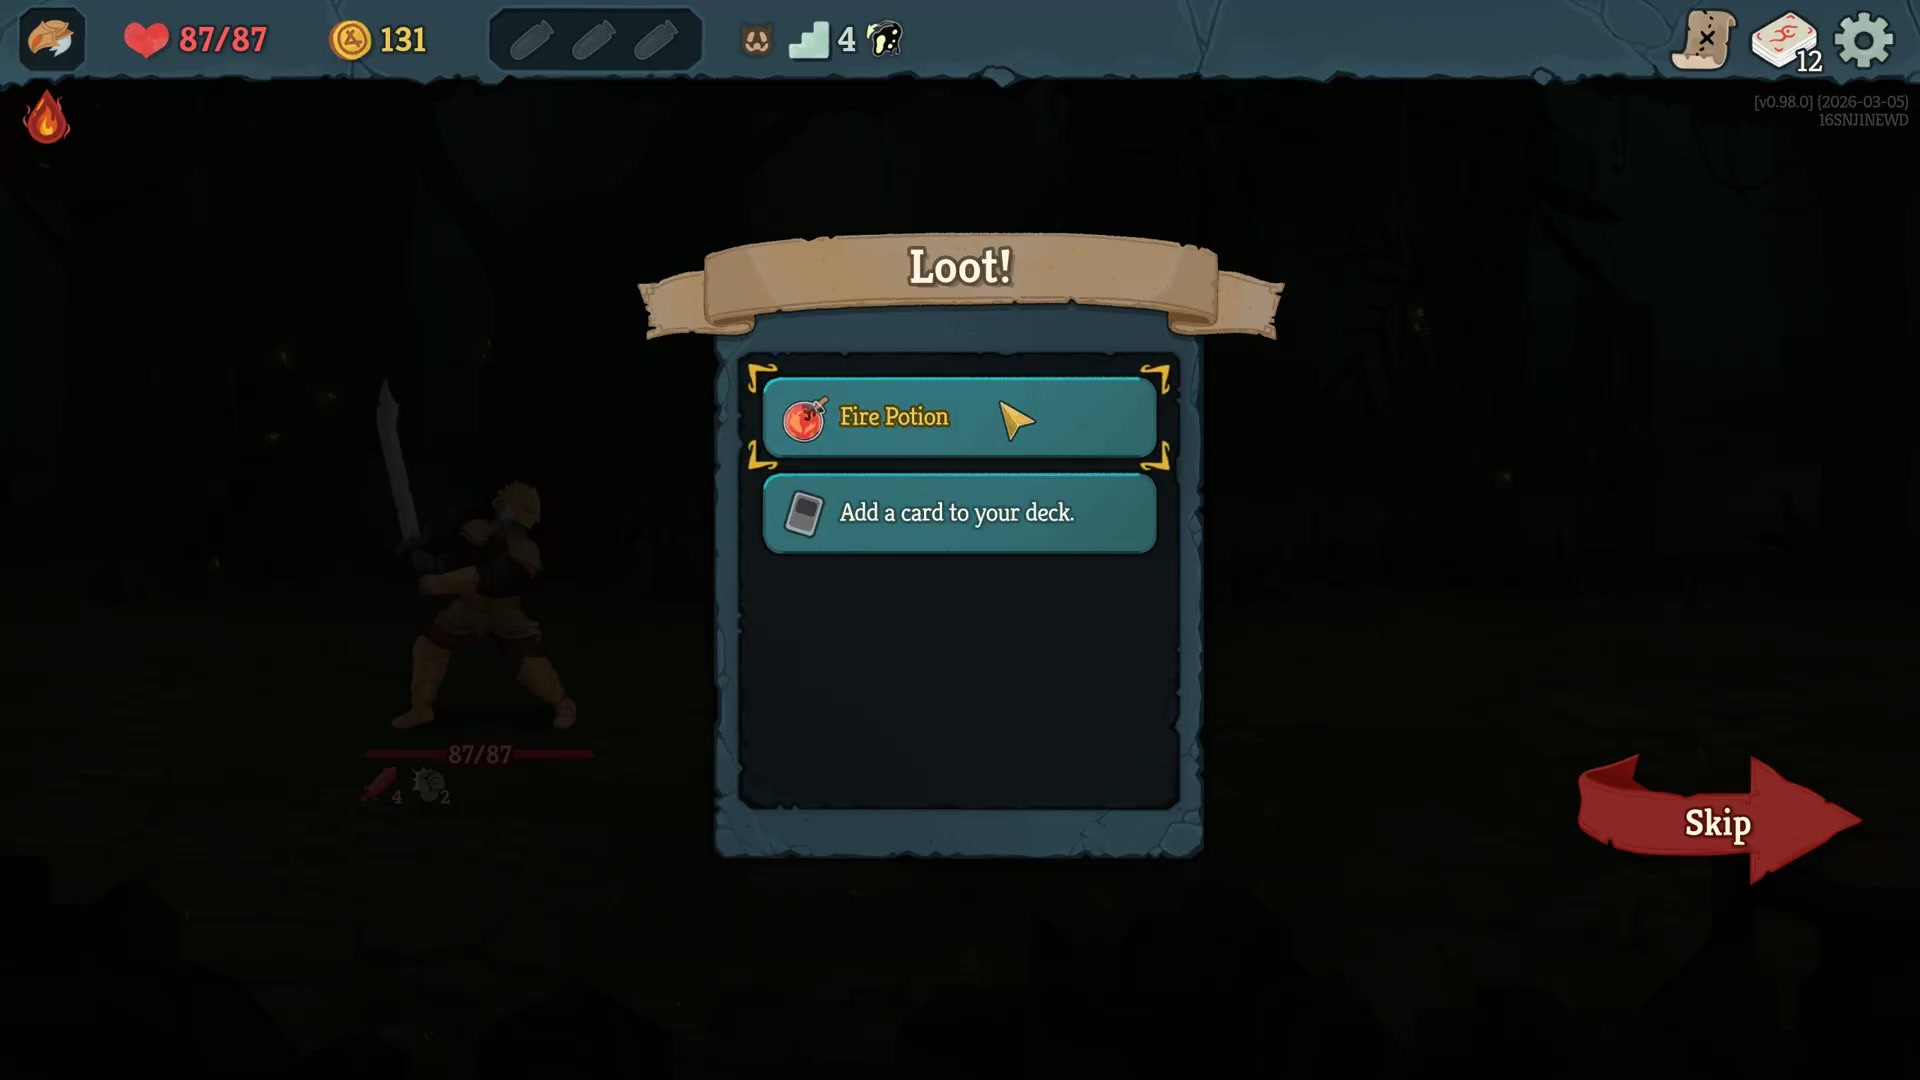 87/87
131
4
12
[v0.98.0] (2026-03-05)
16SNJ1NEWD
Loot!
Fire Potion
Add a card to your deck.
87/87
4
2
Skip